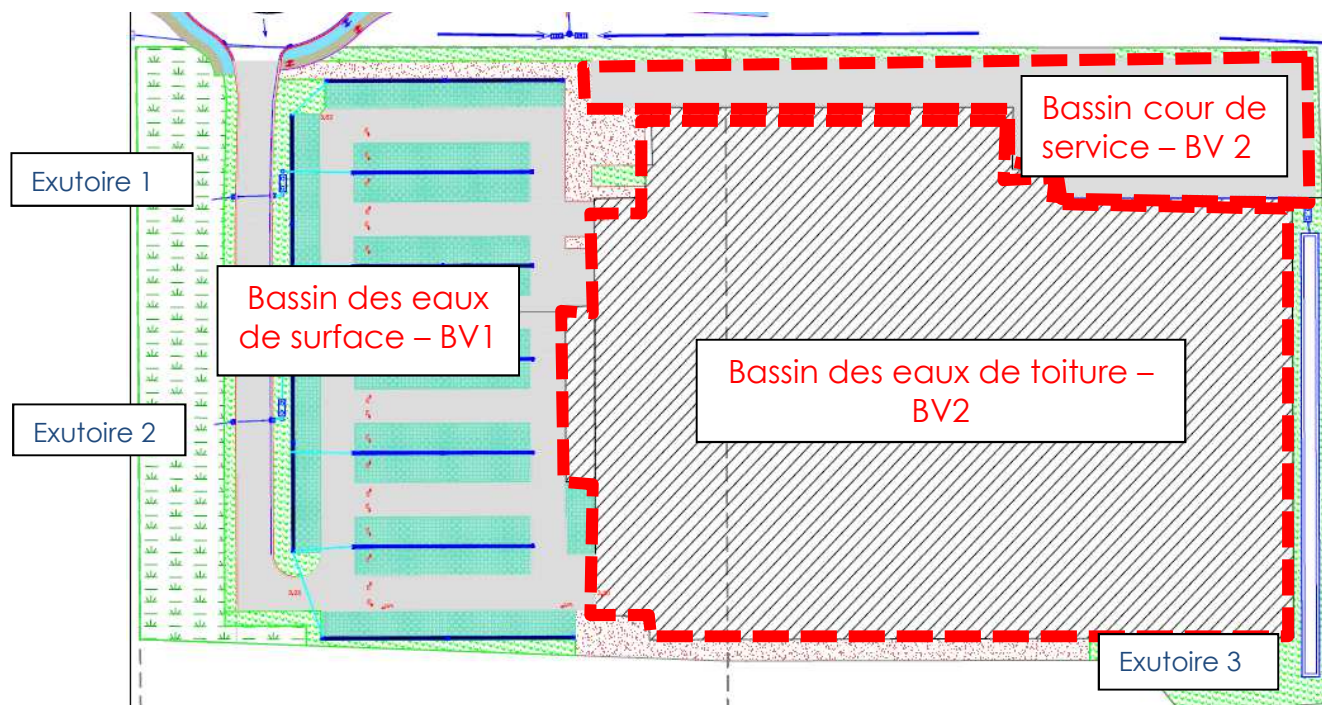 Bassin cour de
service – BV 2
Exutoire 1
Bassin des eaux
de surface – BV1
Bassin des eaux de toiture –
BV2
Exutoire 2
Exutoire 3